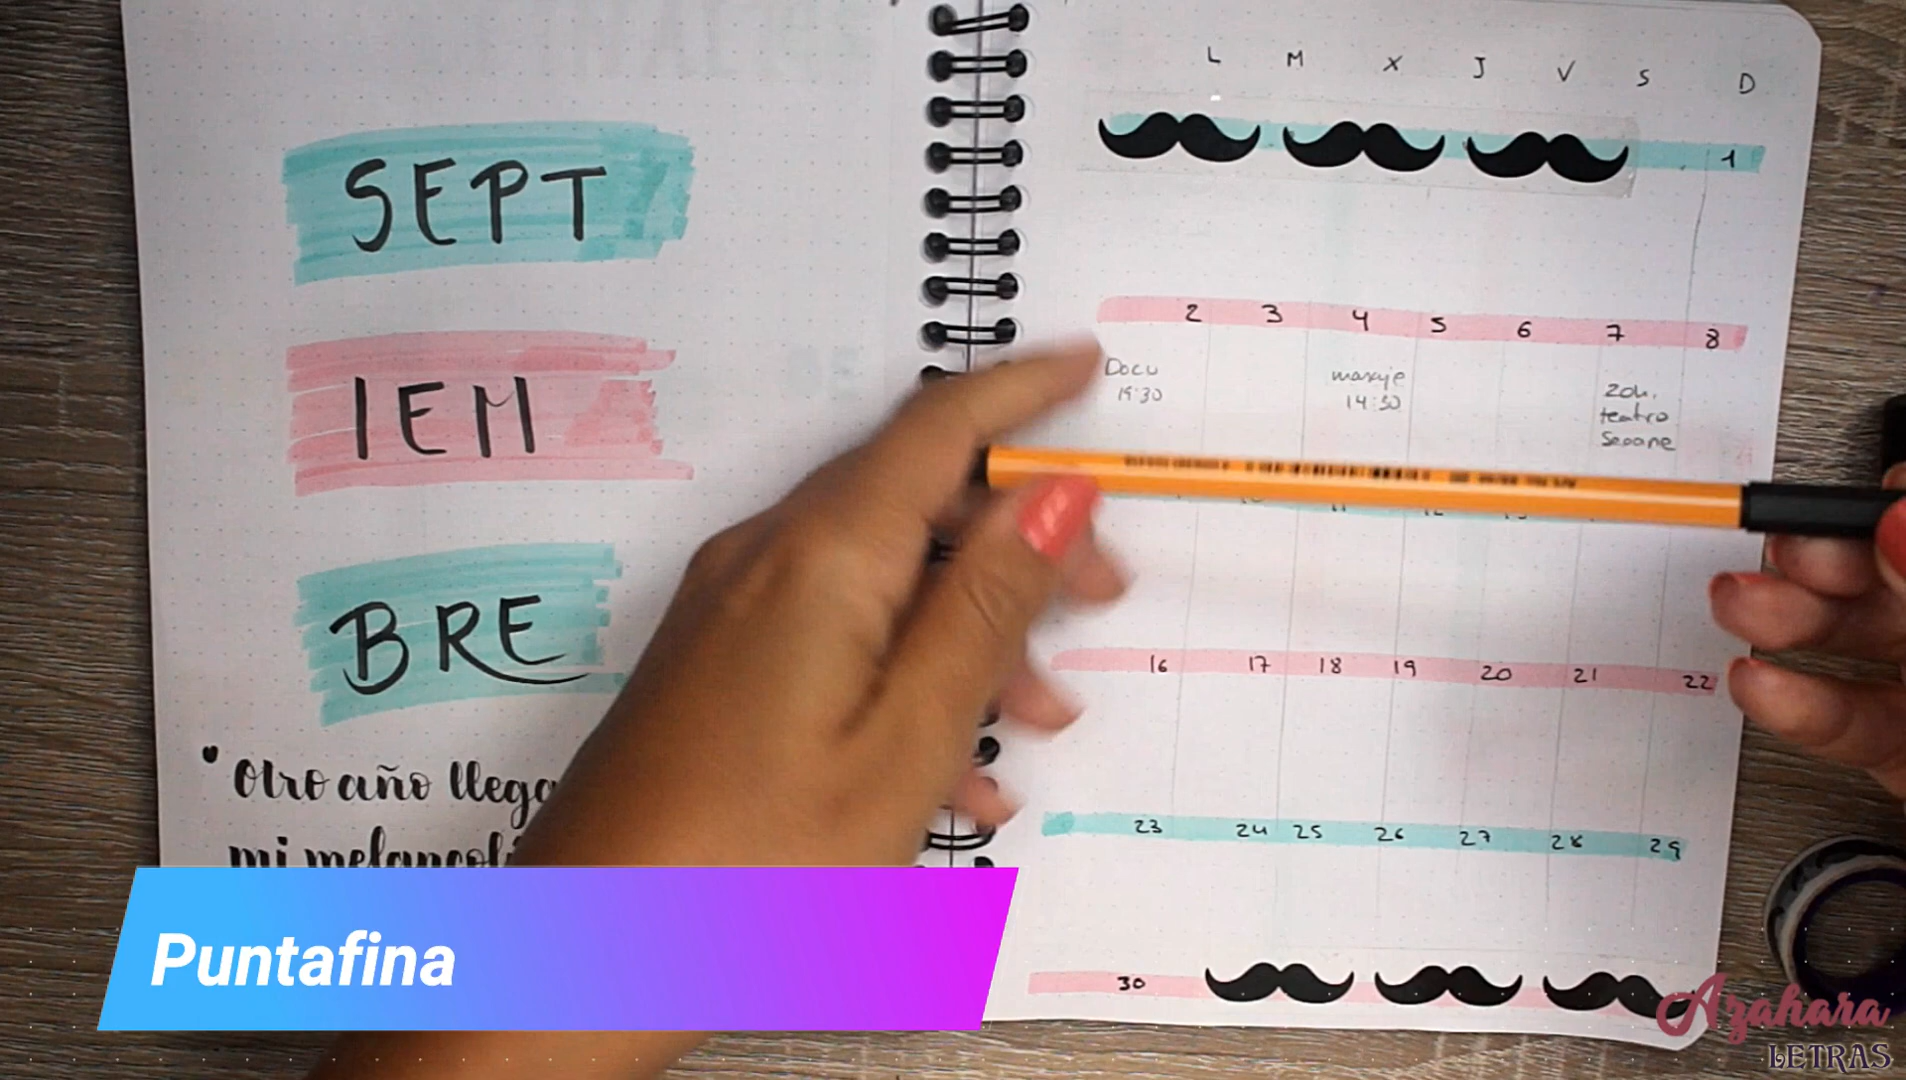 SEPT
IEM
BRE
Otro año llega
L M X J V S D
1
2 3 4 5 6 7 8
Docu
19:30
masaje
14:30
20h.
teatro
Seoane
16 17 18 19 20 21 22
23 24 25 26 27 28 29
30
Puntafina
Azahara
LETRAS